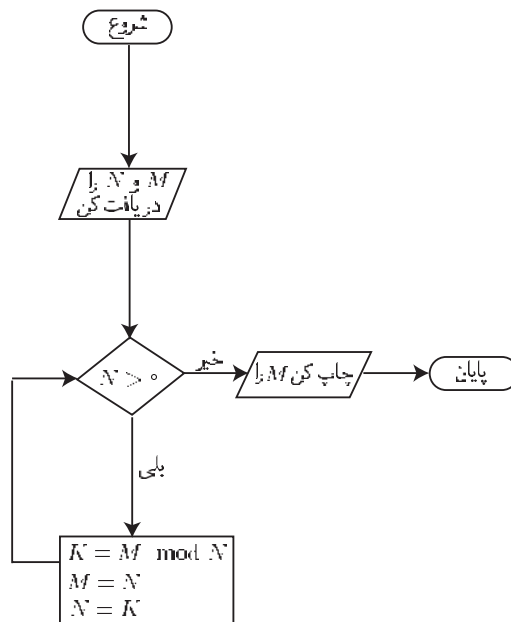 شروع
M و N را
دریافت کن
N > ۰
خیر
M را چاپ کن
پایان
بلی
K = M mod N
M = N
N = K